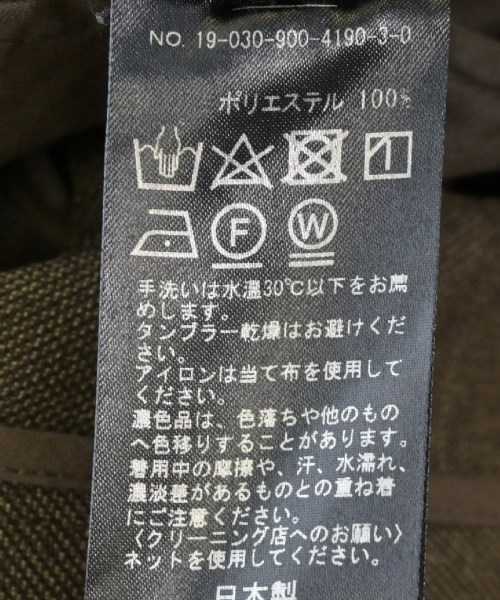 NO. 19-030-900-4190-3-0
ポリエステル 100%
F W
手洗いは水温30℃以下をお薦
めします。
タンブラー乾燥はお避けくだ
さい。
アイロンは当て布を使用して
ください。
濃色品は、色落ちや他のもの
へ色移りすることがあります。
着用中の摩擦や、汗、水濡れ、
濃淡差があるものとの重ね着
にご注意ください。
〈クリーニング店へのお願い〉
ネットを使用してください。
日本製